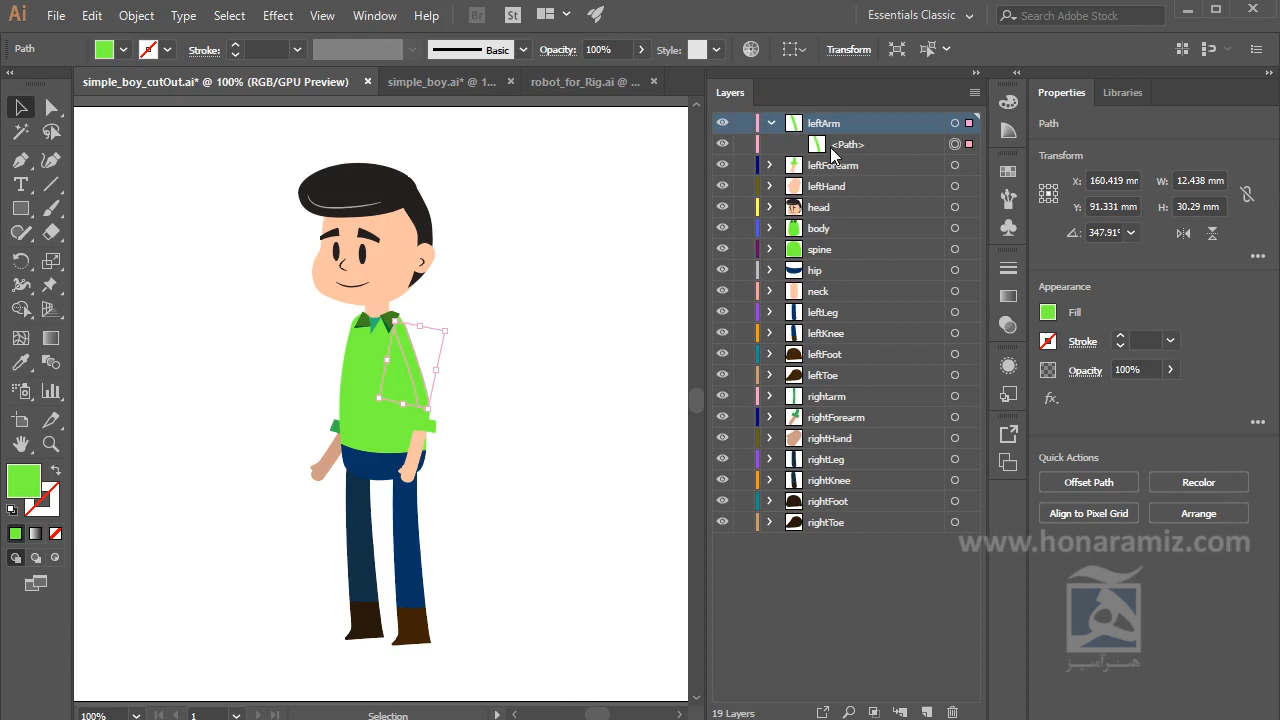 Ai File Edit Object Type Select Effect View Window Help Br St Essentials Classic Search Adobe Stock
Path Stroke: Basic Opacity: 100% Style: Transform
simple_boy_cutOut.ai* @ 100% (RGB/GPU Preview) simple_boy.ai* @ 1... robot_for_Rig.ai @ ...
Layers
leftArm
<Path>
leftForearm
leftHand
head
body
spine
hip
neck
leftLeg
leftKnee
leftFoot
leftToe
rightarm
rightForearm
rightHand
rightLeg
rightKnee
rightFoot
rightToe
19 Layers
Properties Libraries
Path
Transform
X: 160.419 mm W: 12.438 mm
Y: 91.331 mm H: 30.29 mm
347.91°
Appearance
Fill
Stroke
Opacity 100%
fx.
Quick Actions
Offset Path Recolor
Align to Pixel Grid Arrange
www.honaramiz.com
هنرآمیز
100% 1 Selection